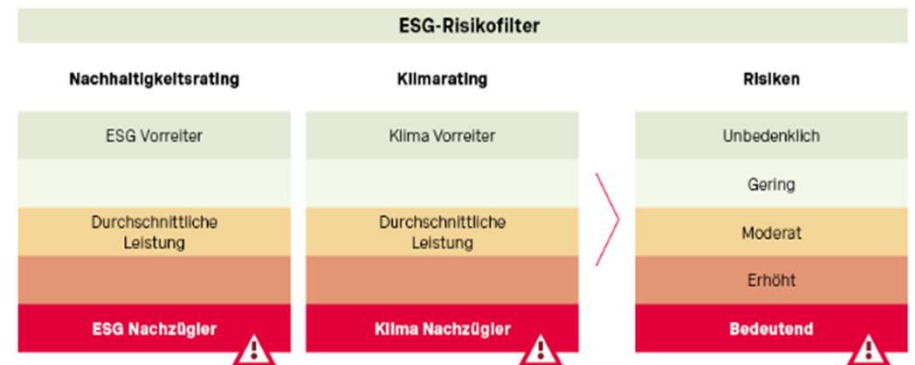 ESG-Risikofilter
Nachhaltigkeitsrating
Klimarating
Risiken
ESG Vorreiter
Klima Vorreiter
Unbedenklich
Gering
Durchschnittliche
Leistung
Durchschnittliche
Leistung
Moderat
Erhöht
ESG Nachzügler
Klima Nachzügler
Bedeutend